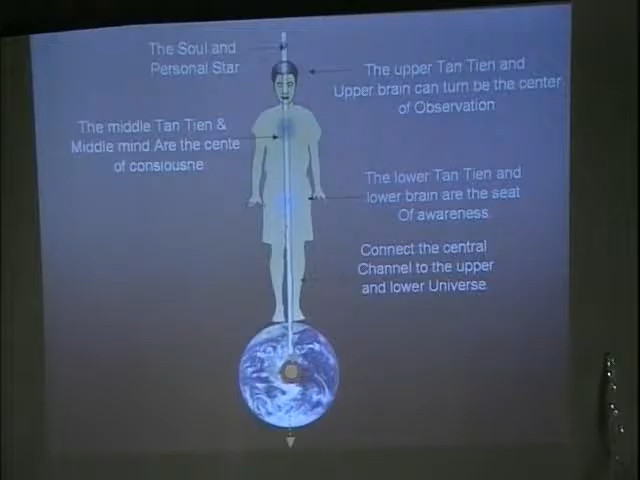 The Soul and
Personal Star
The upper Tan Tien and
Upper brain can turn be the center
of Observation
The middle Tan Tien &
Middle mind Are the cente
of consiousne
The lower Tan Tien and
lower brain are the seat
Of awareness
Connect the central
Channel to the upper
and lower Universe